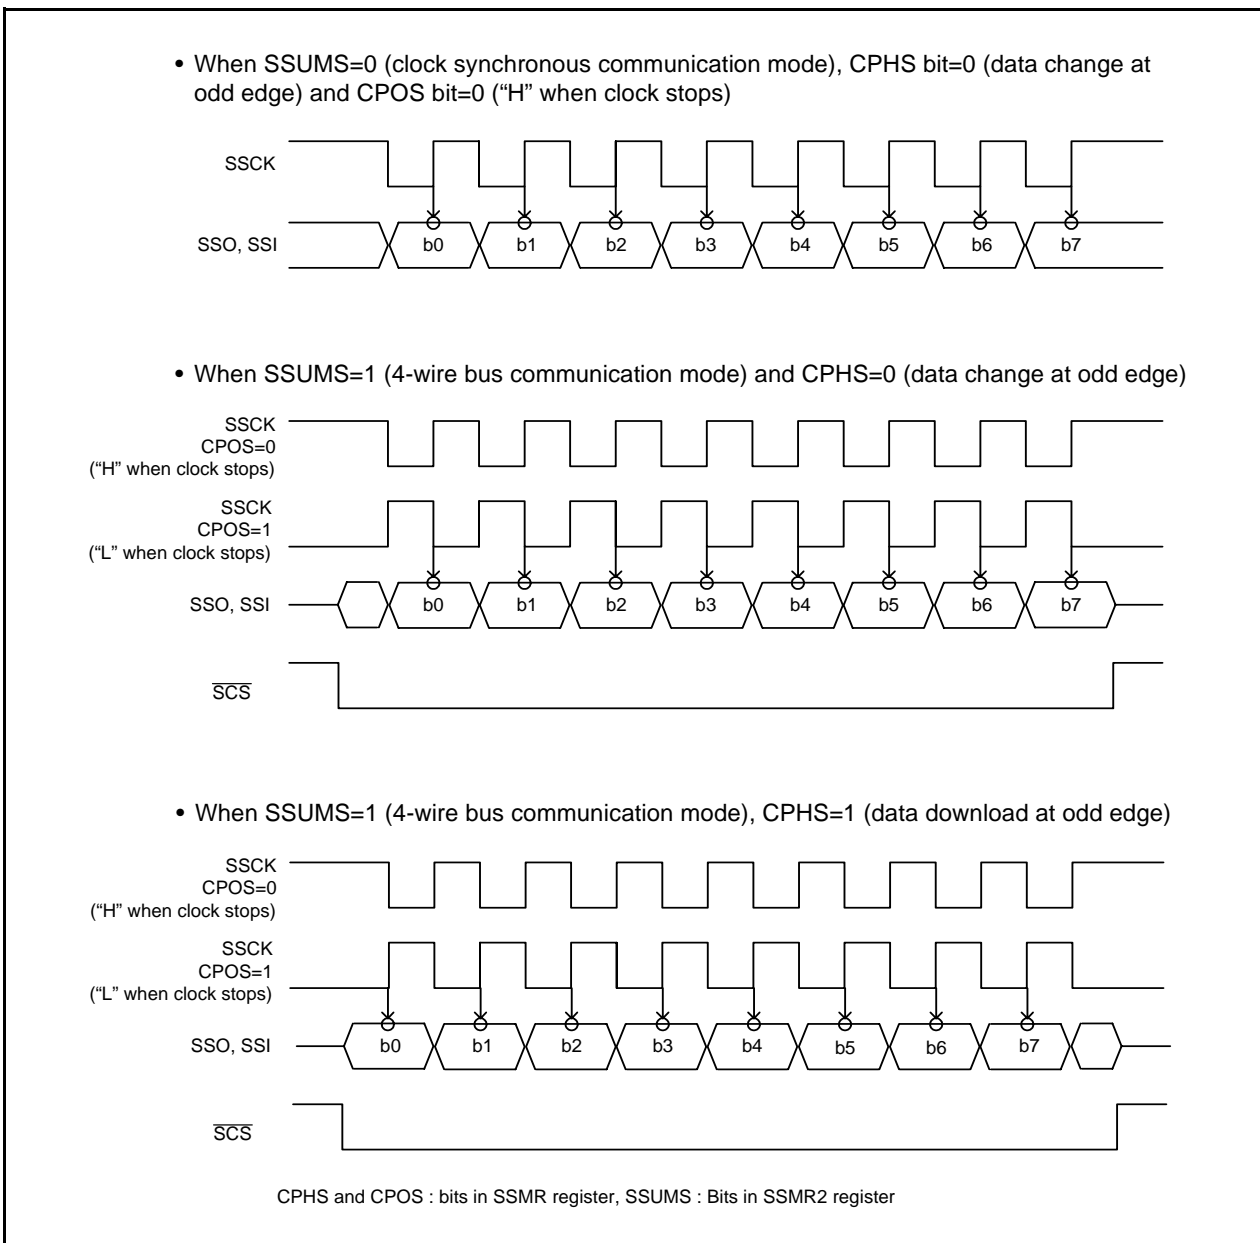 • When SSUMS=0 (clock synchronous communication mode), CPHS bit=0 (data change at
odd edge) and CPOS bit=0 (“H” when clock stops)
SSCK
SSO, SSI
b0 b1 b2 b3 b4 b5 b6 b7
• When SSUMS=1 (4-wire bus communication mode) and CPHS=0 (data change at odd edge)
SSCK
CPOS=0
(“H” when clock stops)
SSCK
CPOS=1
(“L” when clock stops)
SSO, SSI
b0 b1 b2 b3 b4 b5 b6 b7
SCS
• When SSUMS=1 (4-wire bus communication mode), CPHS=1 (data download at odd edge)
SSCK
CPOS=0
(“H” when clock stops)
SSCK
CPOS=1
(“L” when clock stops)
SSO, SSI
b0 b1 b2 b3 b4 b5 b6 b7
SCS
CPHS and CPOS : bits in SSMR register, SSUMS : Bits in SSMR2 register